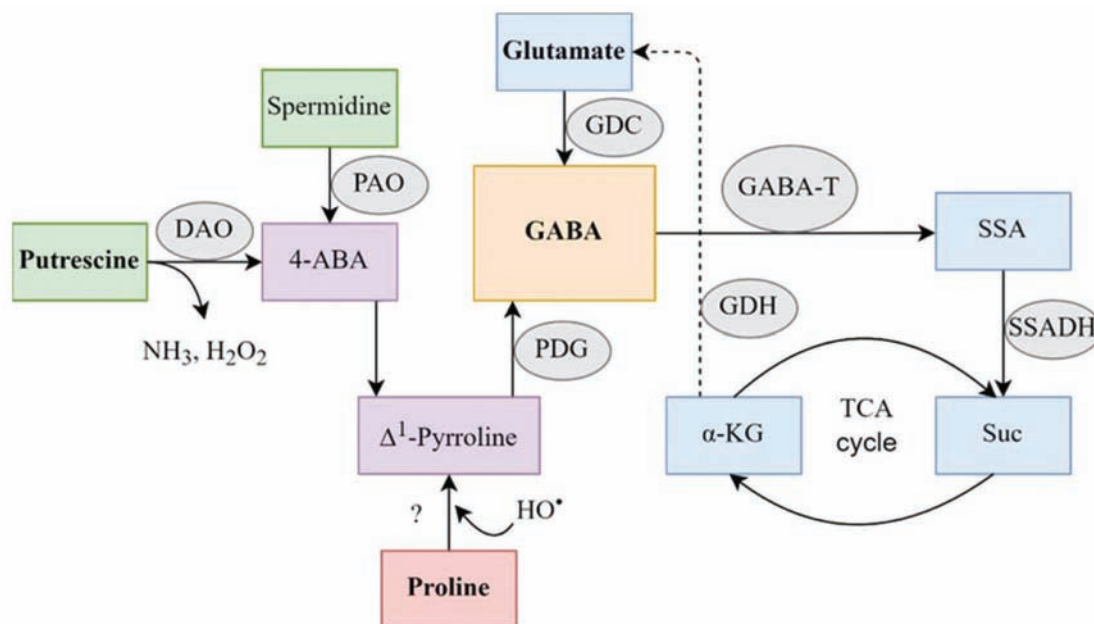 Glutamate
Spermidine
GDC
PAO
GABA-T
DAO
Putrescine
4-ABA
GABA
SSA
NH₃, H₂O₂
PDG
GDH
SSADH
Δ¹-Pyrroline
α-KG
TCA
cycle
Suc
?
HO•
Proline